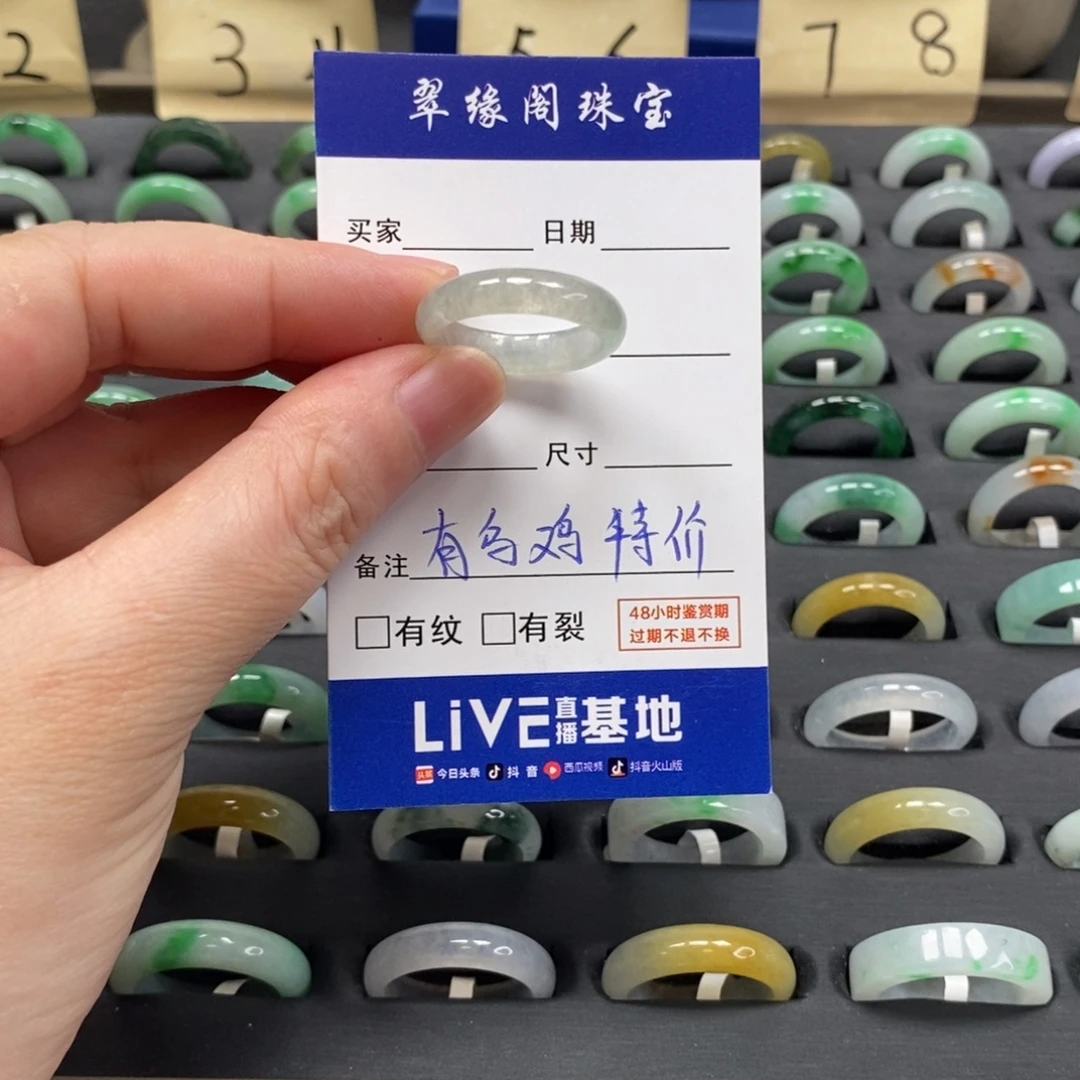 2 3 4 5 6 7 8
翠缘阁珠宝
买家 日期
尺寸
备注 有乌鸡 特价
有纹 有裂
48小时鉴赏期
过期不退不换
LiVE直播基地
头条 今日头条 抖音 西瓜视频 抖音火山版